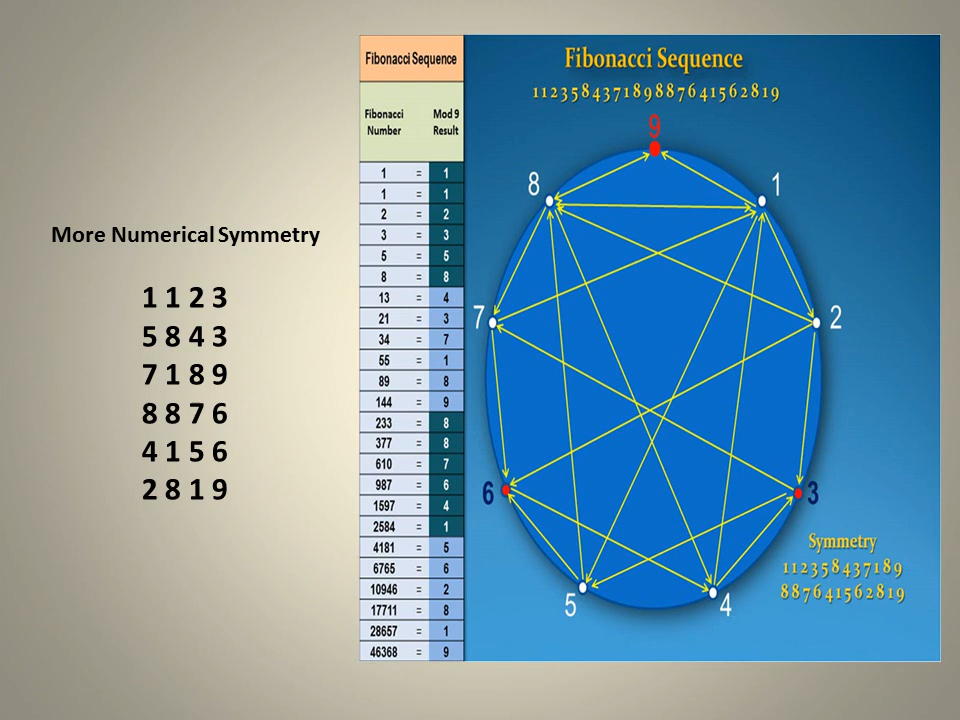 More Numerical Symmetry
1 1 2 3
5 8 4 3
7 1 8 9
8 8 7 6
4 1 5 6
2 8 1 9
Fibonacci Sequence
Fibonacci Number Mod 9 Result
1 = 1
1 = 1
2 = 2
3 = 3
5 = 5
8 = 8
13 = 4
21 = 3
34 = 7
55 = 1
89 = 8
144 = 9
233 = 8
377 = 8
610 = 7
987 = 6
1597 = 4
2584 = 1
4181 = 5
6765 = 6
10946 = 2
17711 = 8
28657 = 1
46368 = 9
Fibonacci Sequence
112358437189887641562819
9
8 1
7 2
6 3
5 4
Symmetry
112358437189
887641562819